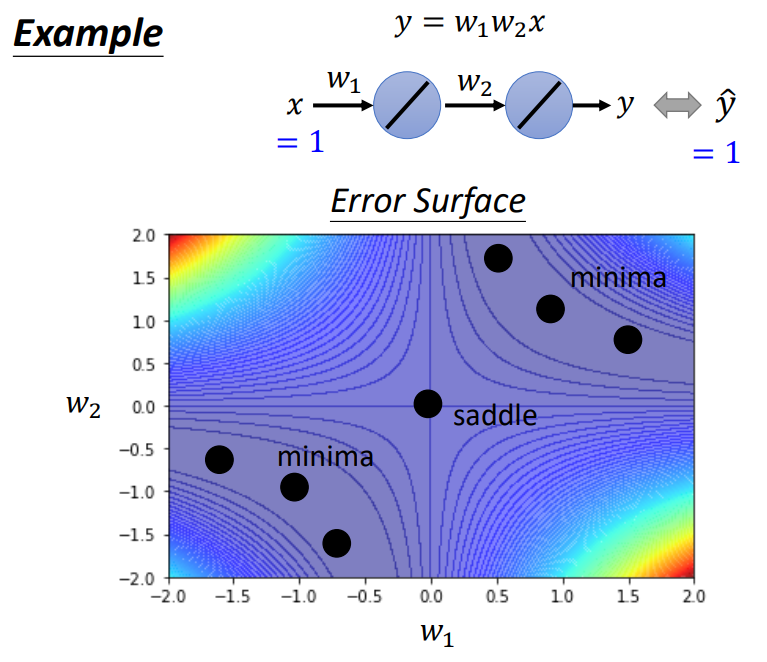 Example
y = w₁w₂x
w₁
w₂
x
y
ŷ
= 1
= 1
Error Surface
2.0
1.5
1.0
0.5
0.0
−0.5
−1.0
−1.5
−2.0
w₂
minima
saddle
minima
−2.0 −1.5 −1.0 −0.5 0.0 0.5 1.0 1.5 2.0
w₁